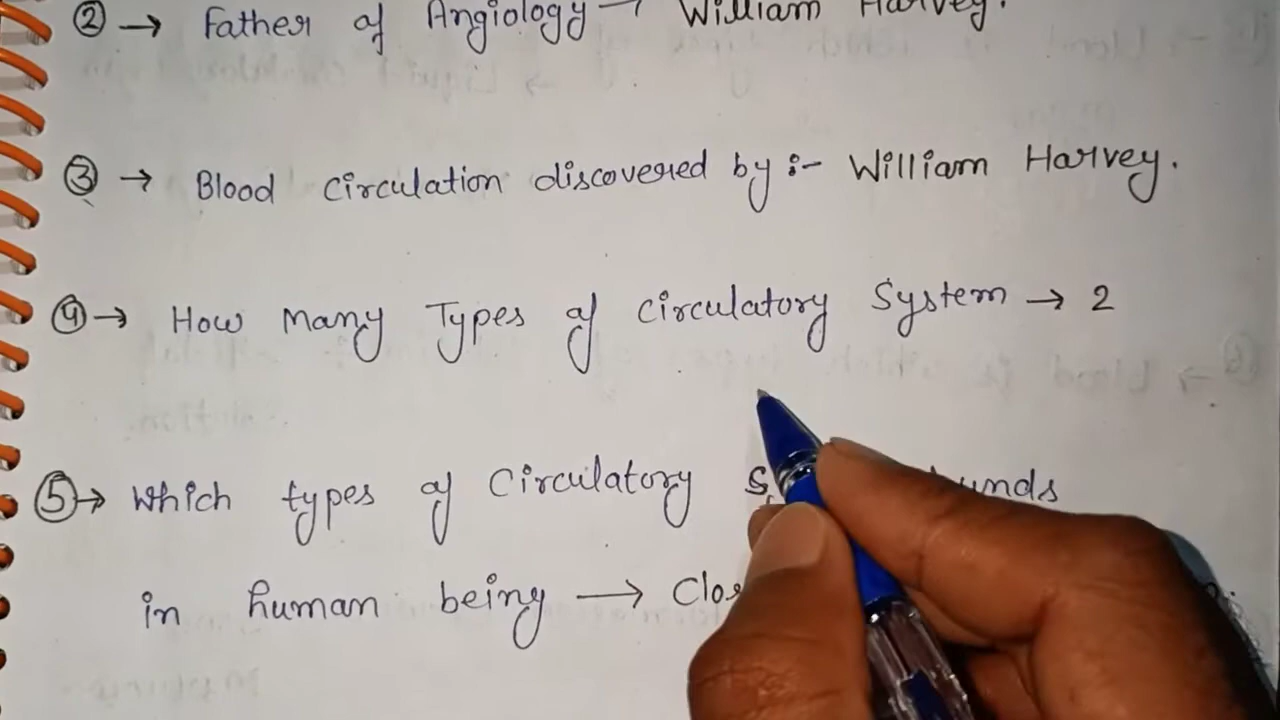 ② → Father of Angiology → William Harvey.
③ → Blood circulation discovered by :- William Harvey.
④ → How Many Types of circulatory System → 2
⑤ → Which types of Circulatory
in human being →